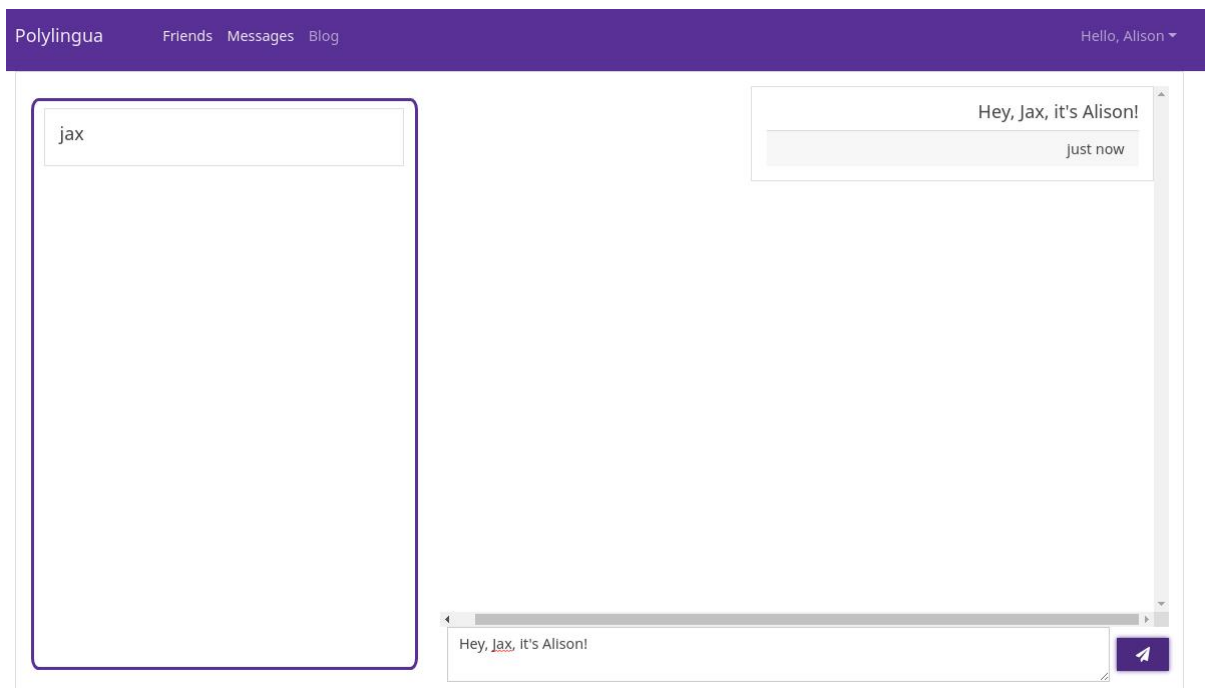 Polylingua Friends Messages Blog Hello, Alison
jax
Hey, Jax, it's Alison!
just now
Hey, Jax, it's Alison!